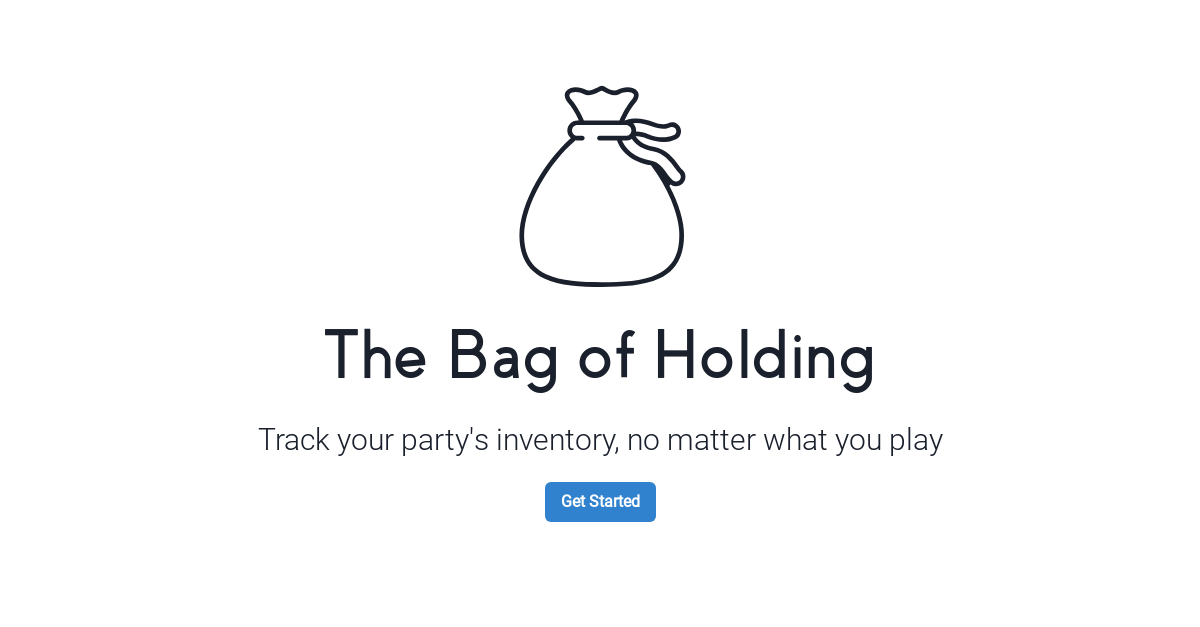 The Bag of Holding
Track your party's inventory, no matter what you play
Get Started